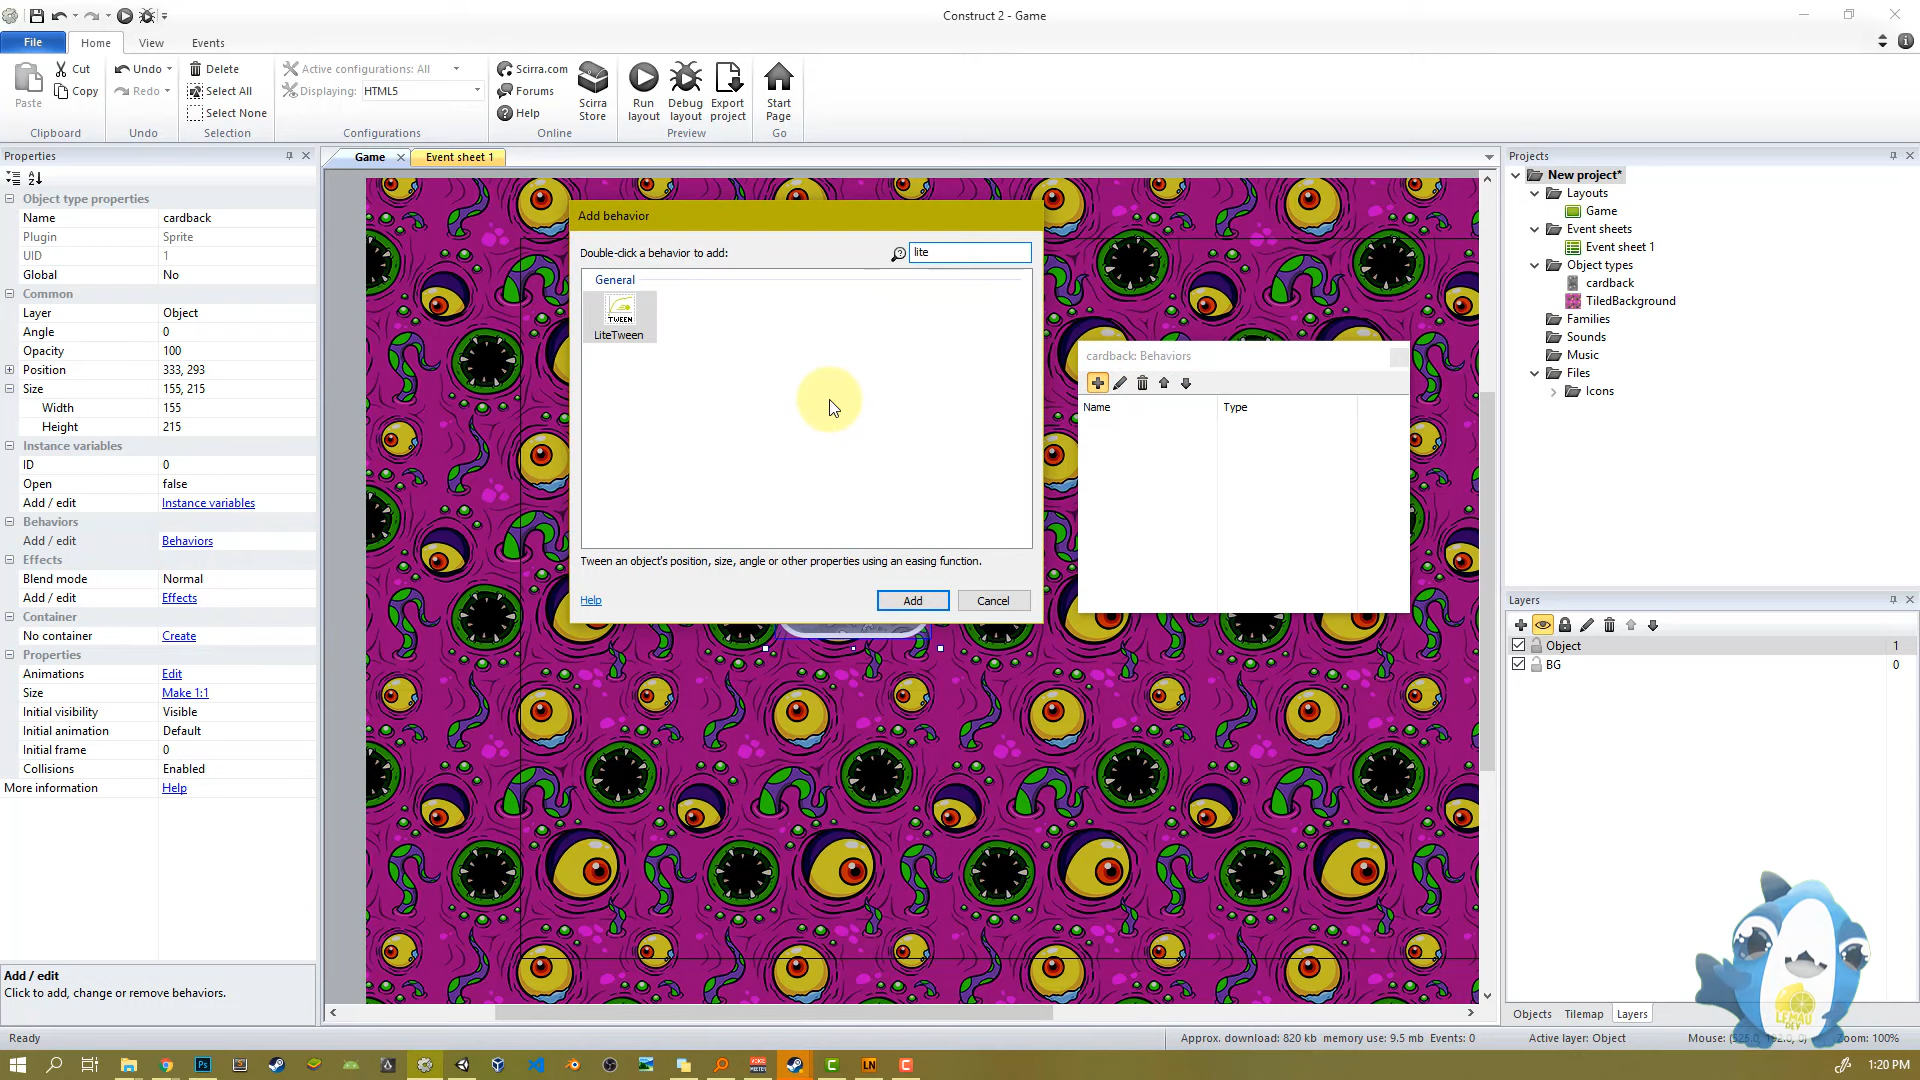 Construct 2 - Game
File
Home
View
Events
Paste
Cut
Copy
Clipboard
Undo
Redo
Undo
Delete
Select All
Select None
Selection
Active configurations: All
Displaying: HTML5
Configurations
Scirra.com
Forums
Help
Scirra Store
Online
Run layout
Debug layout
Export project
Preview
Start Page
Go
Properties
Object type properties
Name cardback
Plugin Sprite
UID 1
Global No
Common
Layer Object
Angle 0
Opacity 100
Position 333, 293
Size 155, 215
Width 155
Height 215
Instance variables
ID 0
Open false
Add / edit Instance variables
Behaviors
Add / edit Behaviors
Effects
Blend mode Normal
Add / edit Effects
Container
No container Create
Properties
Animations Edit
Size Make 1:1
Initial visibility Visible
Initial animation Default
Initial frame 0
Collisions Enabled
More information Help
Add / edit
Click to add, change or remove behaviors.
Game
Event sheet 1
Add behavior
Double-click a behavior to add:
lite
General
TWEEN
LiteTween
Tween an object's position, size, angle or other properties using an easing function.
Help
Add
Cancel
cardback: Behaviors
Name Type
Projects
New project*
Layouts
Game
Event sheets
Event sheet 1
Object types
cardback
TiledBackground
Families
Sounds
Music
Files
Icons
Layers
Object 1
BG 0
Objects Tilemap Layers
LEMAU DEV
Ready
Approx. download: 820 kb memory use: 9.5 mb Events: 0
Active layer: Object
Mouse: (525.0, 192.0, 0)
Zoom: 100%
1:20 PM